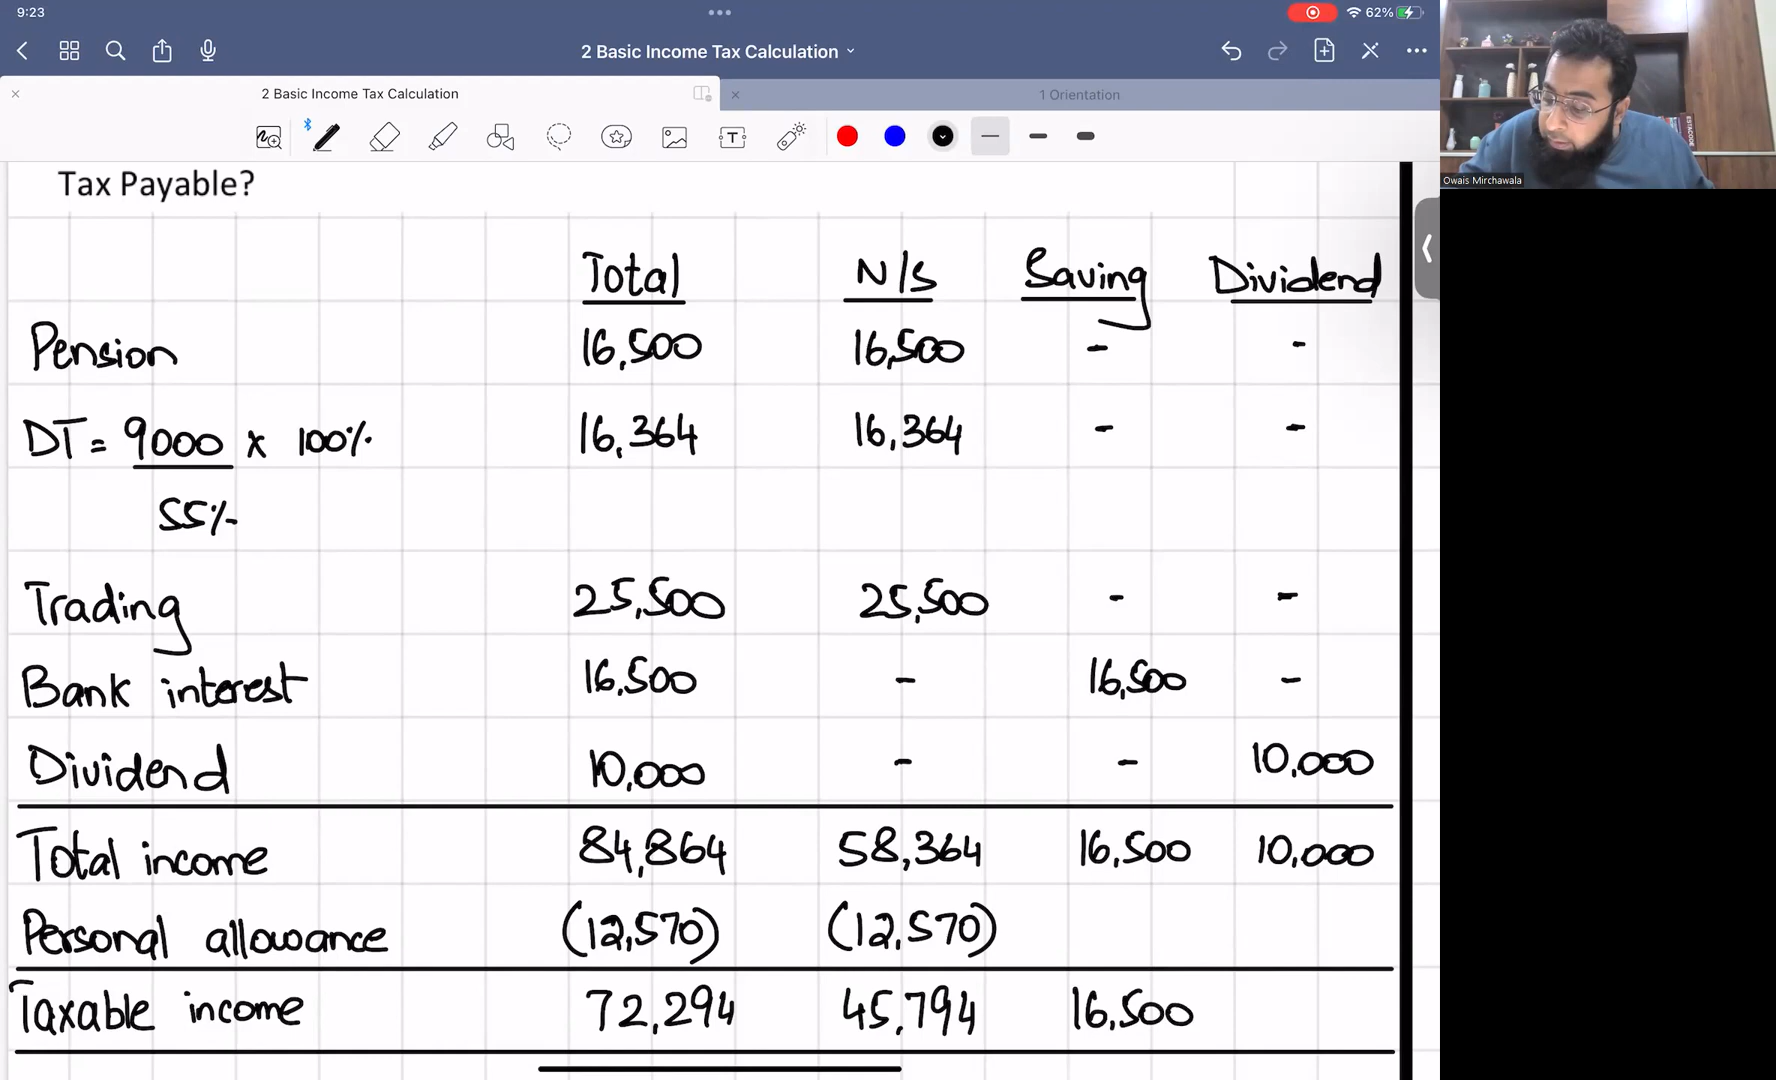 9:23
62%
2 Basic Income Tax Calculation
2 Basic Income Tax Calculation
1 Orientation
T
Owais Mirchawala
Tax Payable?
Total N/S Saving Dividend
Pension 16,500 16,500 - -
DT = 9000 x 100% 16,364 16,364 - -
55%
Trading 25,500 25,500 - -
Bank interest 16,500 - 16,500 -
Dividend 10,000 - - 10,000
Total income 84,864 58,364 16,500 10,000
Personal allowance (12,570) (12,570)
Taxable income 72,294 45,794 16,500